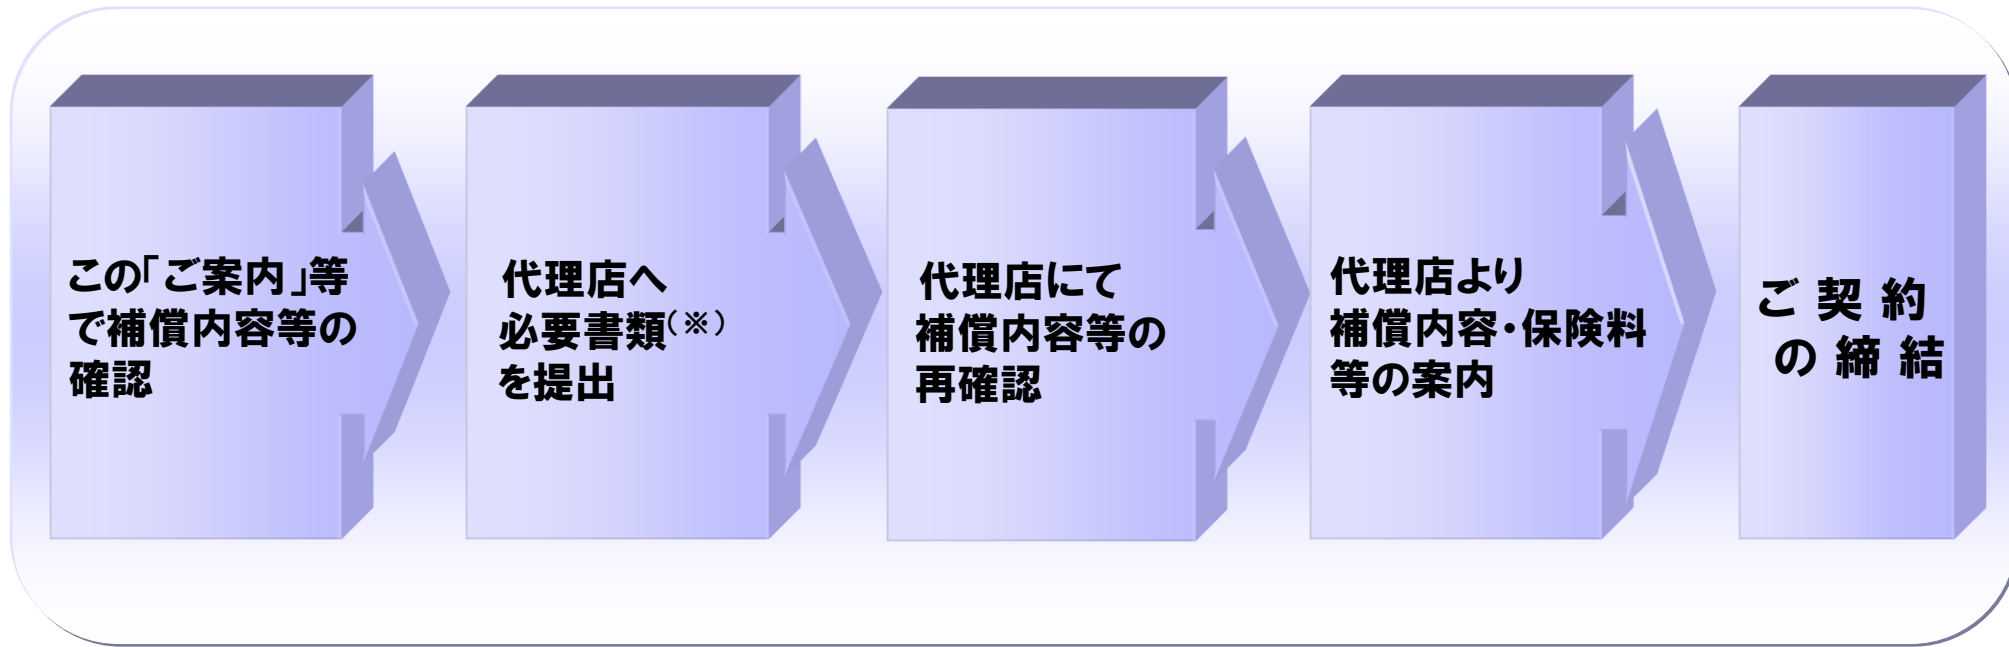 この「ご案内」等
で補償内容等の
確認
代理店へ
必要書類(※)
を提出
代理店にて
補償内容等の
再確認
代理店より
補償内容・保険料
等の案内
ご契約
の締結